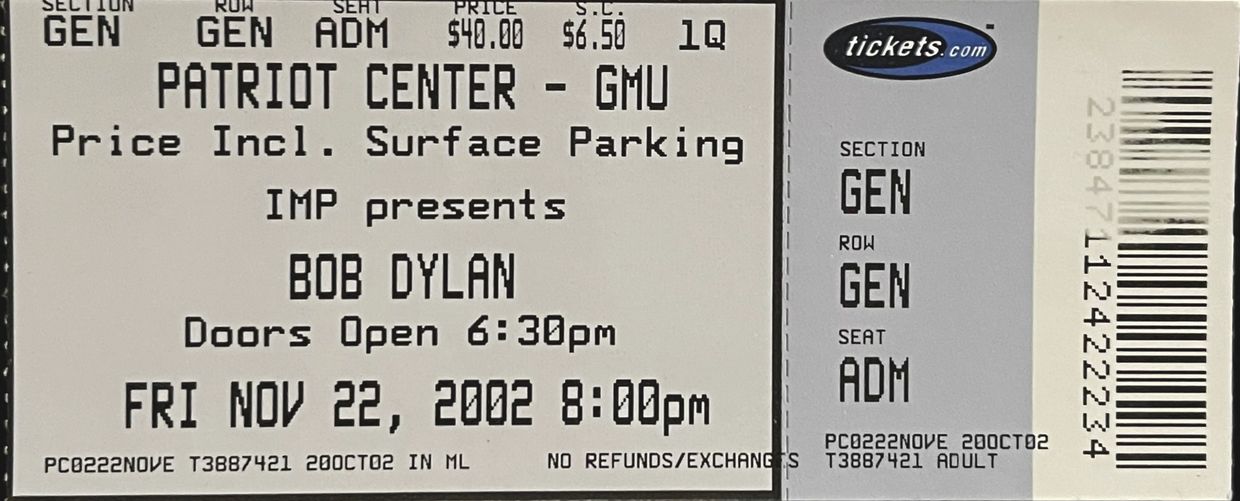 SECTION ROW SEAT PRICE S.C.
GEN GEN ADM $40.00 $6.50 1Q
PATRIOT CENTER - GMU
Price Incl. Surface Parking
IMP presents
BOB DYLAN
Doors Open 6:30pm
FRI NOV 22, 2002 8:00pm
PC0222NOVE T3887421 20OCT02 IN ML NO REFUNDS/EXCHANGES
tickets.com
SECTION
GEN
ROW
GEN
SEAT
ADM
PC0222NOVE 20OCT02
T3887421 ADULT
23847112422234